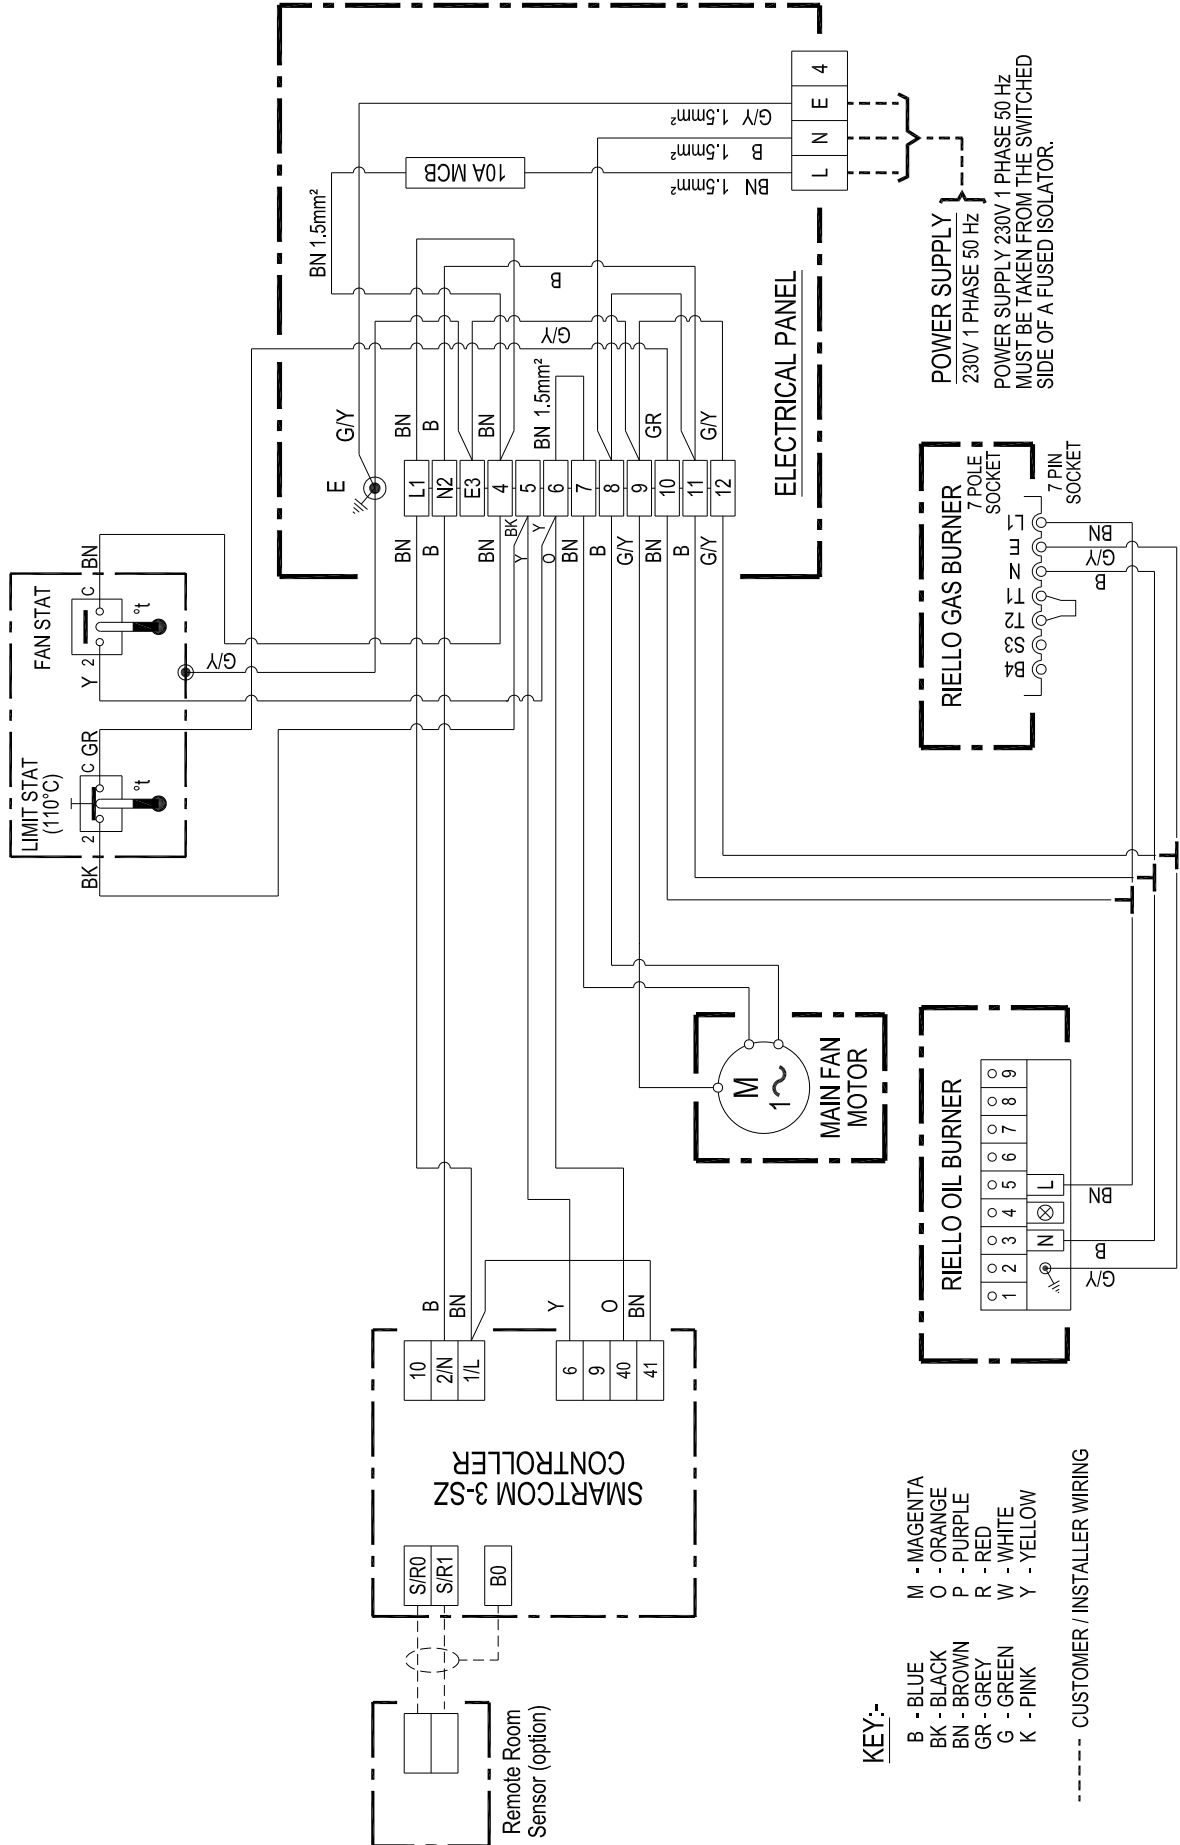 FAN STAT
C
BN
°t
2
Y
G/Y
LIMIT STAT
(110°C)
C
GR
°t
2
BK
E
G/Y
BN 1.5mm²
10A MCB
BN 1.5mm²
B 1.5mm²
G/Y 1.5mm²
L
N
E
4
BN
B
BN
B
G/Y
BN 1.5mm²
GR
G/Y
L1
N2
E3
4
5
6
7
8
9
10
11
12
BN
B
BN
BK
Y
Y
O
BN
B
G/Y
BN
B
G/Y
ELECTRICAL PANEL
POWER SUPPLY
230V 1 PHASE 50 Hz
POWER SUPPLY 230V 1 PHASE 50 Hz
MUST BE TAKEN FROM THE SWITCHED
SIDE OF A FUSED ISOLATOR.
RIELLO GAS BURNER
7 POLE
SOCKET
7 PIN
SOCKET
B4
S3
T2
T1
N
E
L1
B
G/Y
BN
M
1
MAIN FAN
MOTOR
RIELLO OIL BURNER
1
2
3
4
5
6
7
8
9
N
L
G/Y
B
BN
SMARTCOM 3-SZ
CONTROLLER
10
2/N
1/L
B
BN
6
9
40
41
Y
O
BN
S/R0
S/R1
B0
Remote Room
Sensor (option)
KEY:-
B - BLUE
BK - BLACK
BN - BROWN
GR - GREY
G - GREEN
K - PINK
M - MAGENTA
O - ORANGE
P - PURPLE
R - RED
W - WHITE
Y - YELLOW
CUSTOMER / INSTALLER WIRING